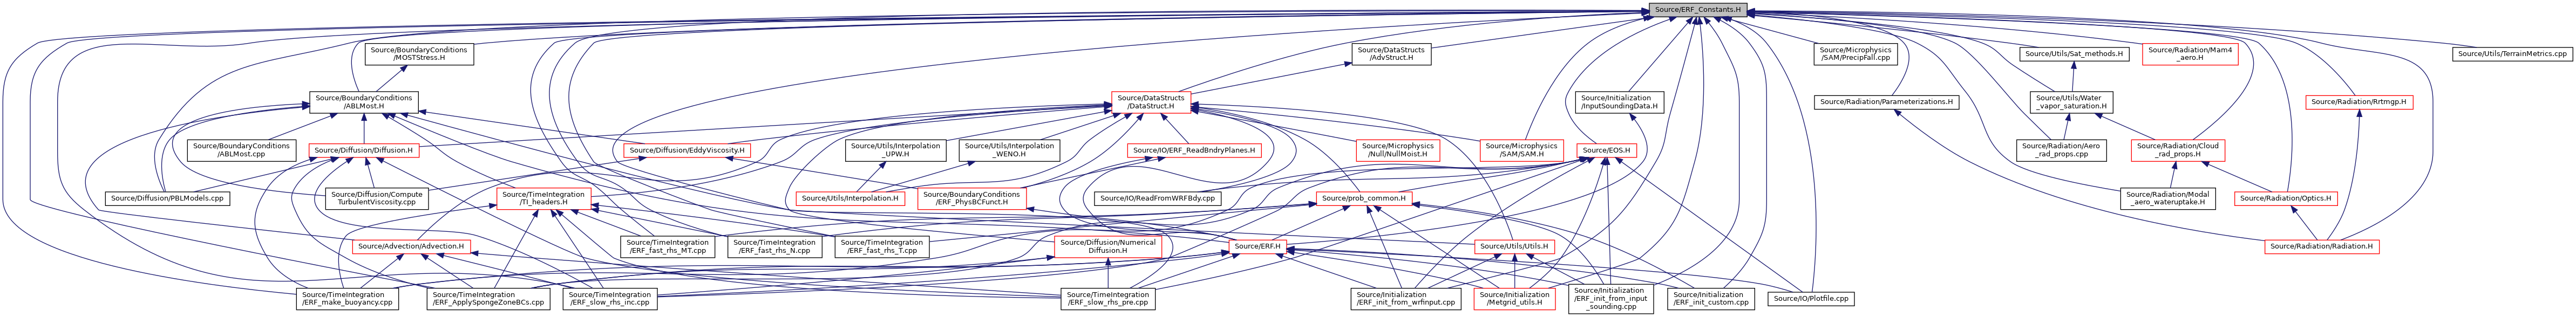 Source/ERF_Constants.H
Source/BoundaryConditions
/MOSTStress.H
Source/DataStructs
/AdvStruct.H
Source/Microphysics
/SAM/PrecipFall.cpp
Source/Utils/Sat_methods.H
Source/Radiation/Mam4
_aero.H
Source/Utils/TerrainMetrics.cpp
Source/BoundaryConditions
/ABLMost.H
Source/DataStructs
/DataStruct.H
Source/Initialization
/InputSoundingData.H
Source/Radiation/Parameterizations.H
Source/Utils/Water
_vapor_saturation.H
Source/Radiation/Rrtmgp.H
Source/BoundaryConditions
/ABLMost.cpp
Source/Diffusion/Diffusion.H
Source/Diffusion/EddyViscosity.H
Source/Utils/Interpolation
_UPW.H
Source/Utils/Interpolation
_WENO.H
Source/IO/ERF_ReadBndryPlanes.H
Source/Microphysics
/Null/NullMoist.H
Source/Microphysics
/SAM/SAM.H
Source/EOS.H
Source/Radiation/Aero
_rad_props.cpp
Source/Radiation/Cloud
_rad_props.H
Source/Diffusion/PBLModels.cpp
Source/Diffusion/Compute
TurbulentViscosity.cpp
Source/TimeIntegration
/TI_headers.H
Source/Utils/Interpolation.H
Source/BoundaryConditions
/ERF_PhysBCFunct.H
Source/IO/ReadFromWRFBdy.cpp
Source/prob_common.H
Source/Radiation/Modal
_aero_wateruptake.H
Source/Radiation/Optics.H
Source/Advection/Advection.H
Source/TimeIntegration
/ERF_fast_rhs_MT.cpp
Source/TimeIntegration
/ERF_fast_rhs_N.cpp
Source/TimeIntegration
/ERF_fast_rhs_T.cpp
Source/Diffusion/Numerical
Diffusion.H
Source/ERF.H
Source/Utils/Utils.H
Source/Radiation/Radiation.H
Source/TimeIntegration
/ERF_make_buoyancy.cpp
Source/TimeIntegration
/ERF_ApplySpongeZoneBCs.cpp
Source/TimeIntegration
/ERF_slow_rhs_inc.cpp
Source/TimeIntegration
/ERF_slow_rhs_pre.cpp
Source/Initialization
/ERF_init_from_wrfinput.cpp
Source/Initialization
/Metgrid_utils.H
Source/Initialization
/ERF_init_from_input
_sounding.cpp
Source/Initialization
/ERF_init_custom.cpp
Source/IO/Plotfile.cpp